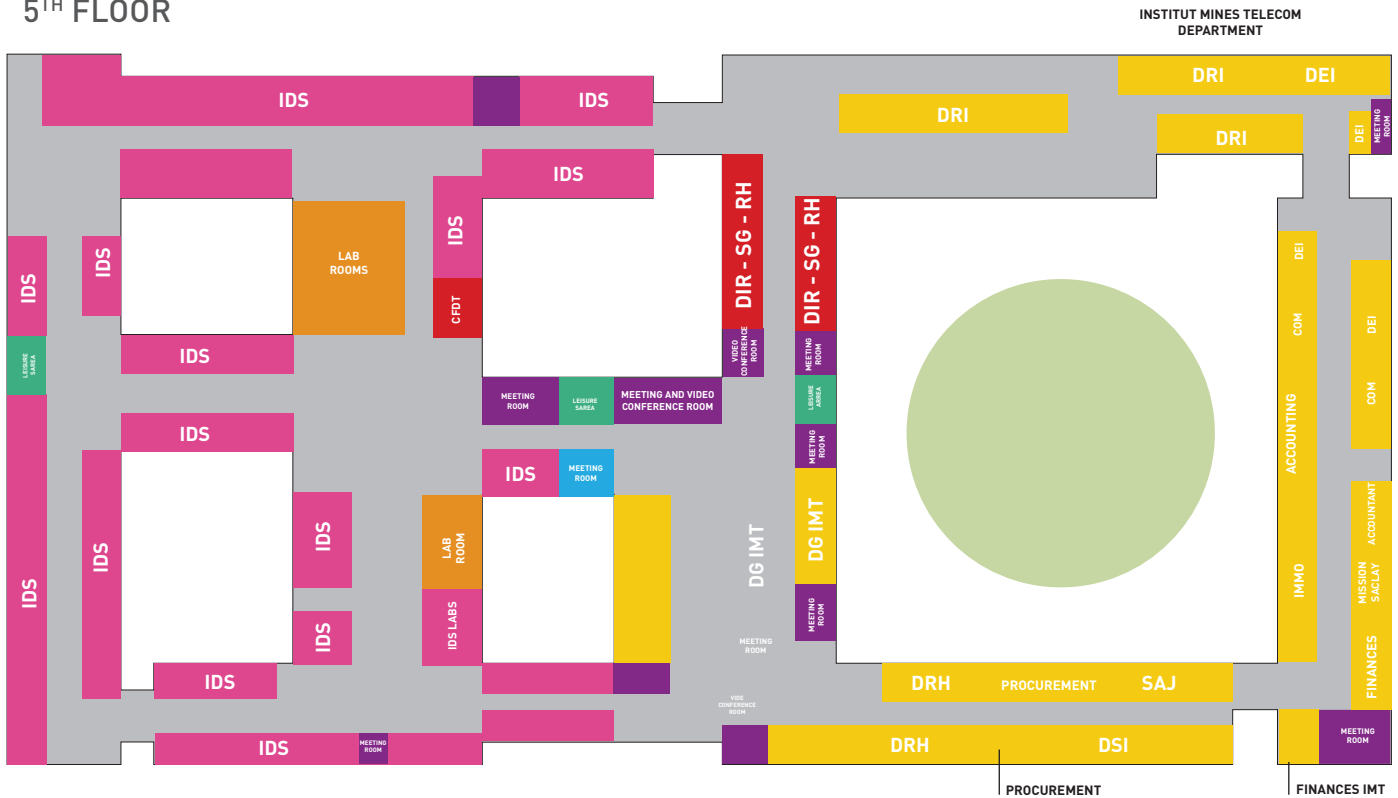 5TH FLOOR
INSTITUT MINES TELECOM
DEPARTMENT
DRI
DEI
IDS
IDS
DRI
DRI
DEI
MEETING
ROOM
IDS
DIR - SG - RH
DIR - SG - RH
IDS
IDS
IDS
LAB
ROOMS
CFDT
DEI
COM
ACCOUNTING
IMMO
DEI
COM
LEISURE
SAREA
IDS
VIDEO
CONFERENCE
ROOM
MEETING
ROOM
LEISURE
ARREA
MEETING
ROOM
MEETING
ROOM
LEISURE
SAREA
MEETING AND VIDEO
CONFERENCE ROOM
IDS
IDS
MEETING
ROOM
IDS
IDS
IDS
LAB
ROOM
DG IMT
DG IMT
ACCOUNTANT
MISSION
SACLAY
FINANCES
IDS
IDS LABS
MEETING
ROOM
MEETING
ROOM
IDS
DRH
PROCUREMENT
SAJ
VIDE
CONFERENCE
ROOM
IDS
MEETING
ROOM
DRH
DSI
MEETING
ROOM
PROCUREMENT
FINANCES IMT